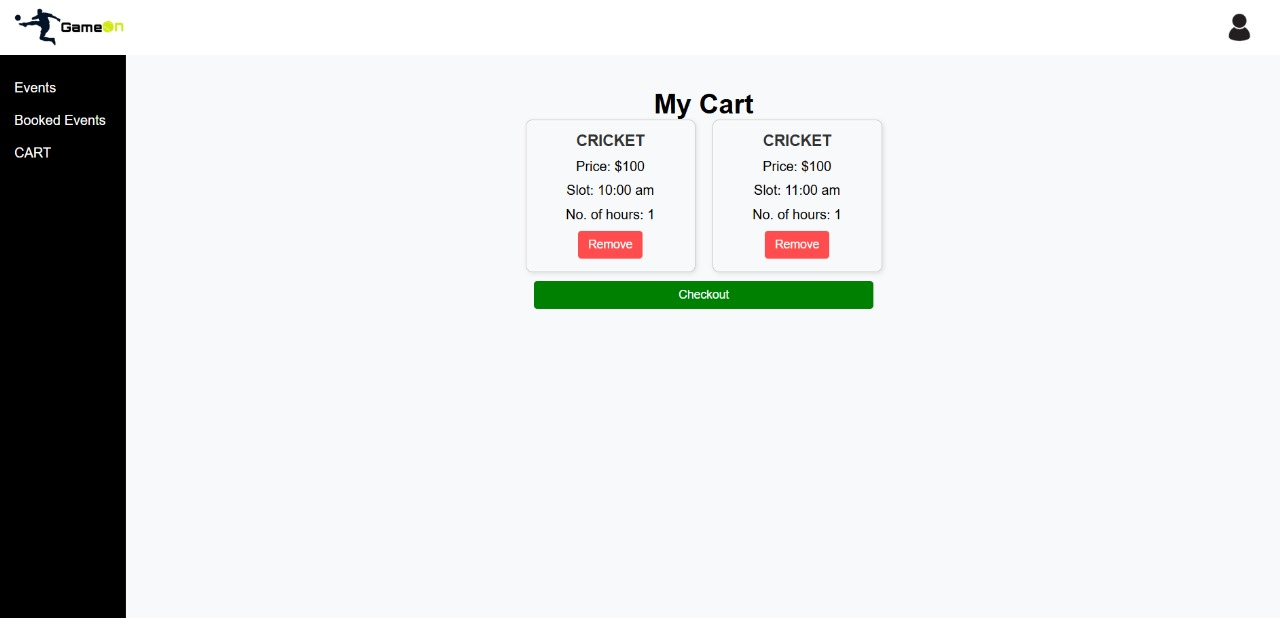 GameOn
Events
Booked Events
CART
My Cart
CRICKET
Price: $100
Slot: 10:00 am
No. of hours: 1
Remove
CRICKET
Price: $100
Slot: 11:00 am
No. of hours: 1
Remove
Checkout